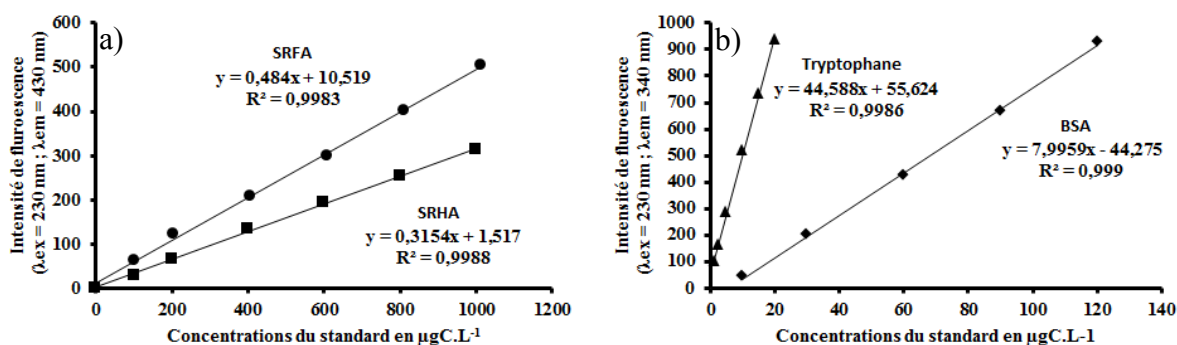 a)
Intensité de fluroescence
(λex = 230 nm ; λem = 430 nm)
600
500
400
300
200
100
0
SRFA
y = 0,484x + 10,519
R² = 0,9983
SRHA
y = 0,3154x + 1,517
R² = 0,9988
0 200 400 600 800 1000 1200
Concentrations du standard en µgC.L-1
b)
Intensité de fluroescence
(λex = 230 nm ; λem = 340 nm)
1000
900
800
700
600
500
400
300
200
100
0
Tryptophane
y = 44,588x + 55,624
R² = 0,9986
BSA
y = 7,9959x - 44,275
R² = 0,999
0 20 40 60 80 100 120 140
Concentrations du standard en µgC.L-1